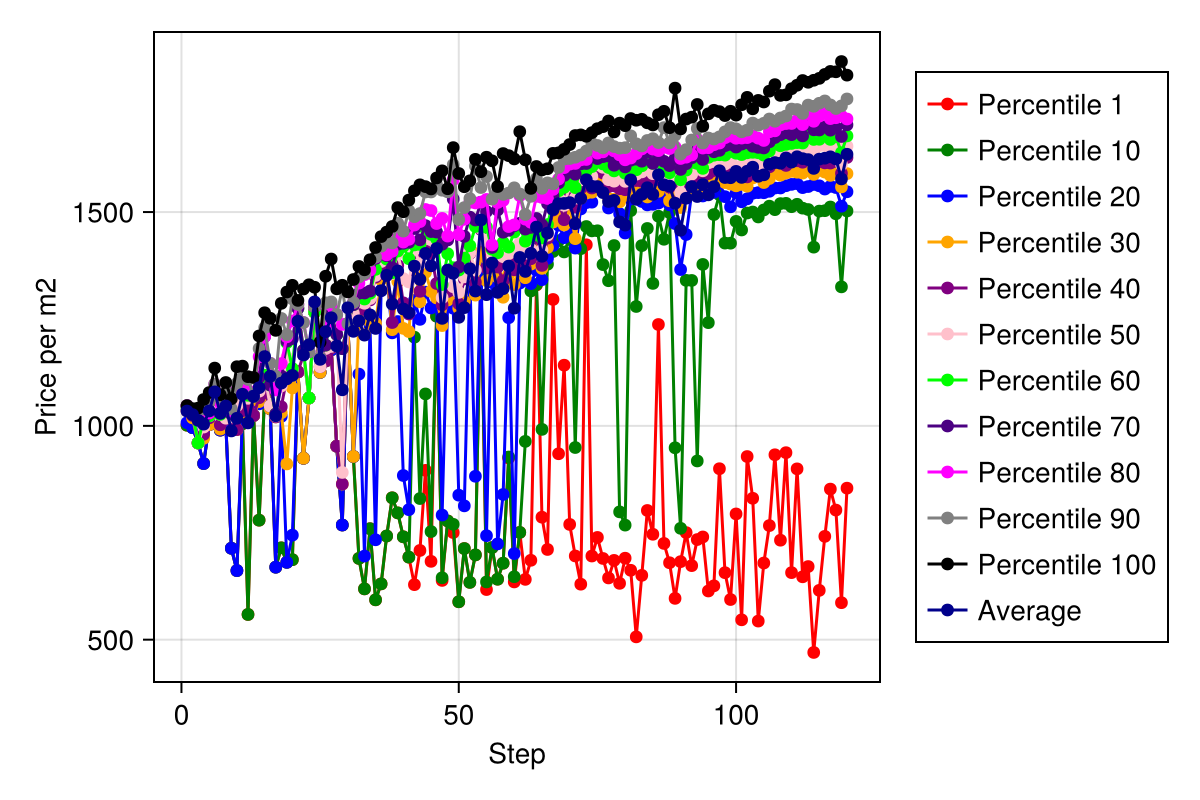 Price per m2
1500
1000
500
0
50
100
Step
Percentile 1
Percentile 10
Percentile 20
Percentile 30
Percentile 40
Percentile 50
Percentile 60
Percentile 70
Percentile 80
Percentile 90
Percentile 100
Average